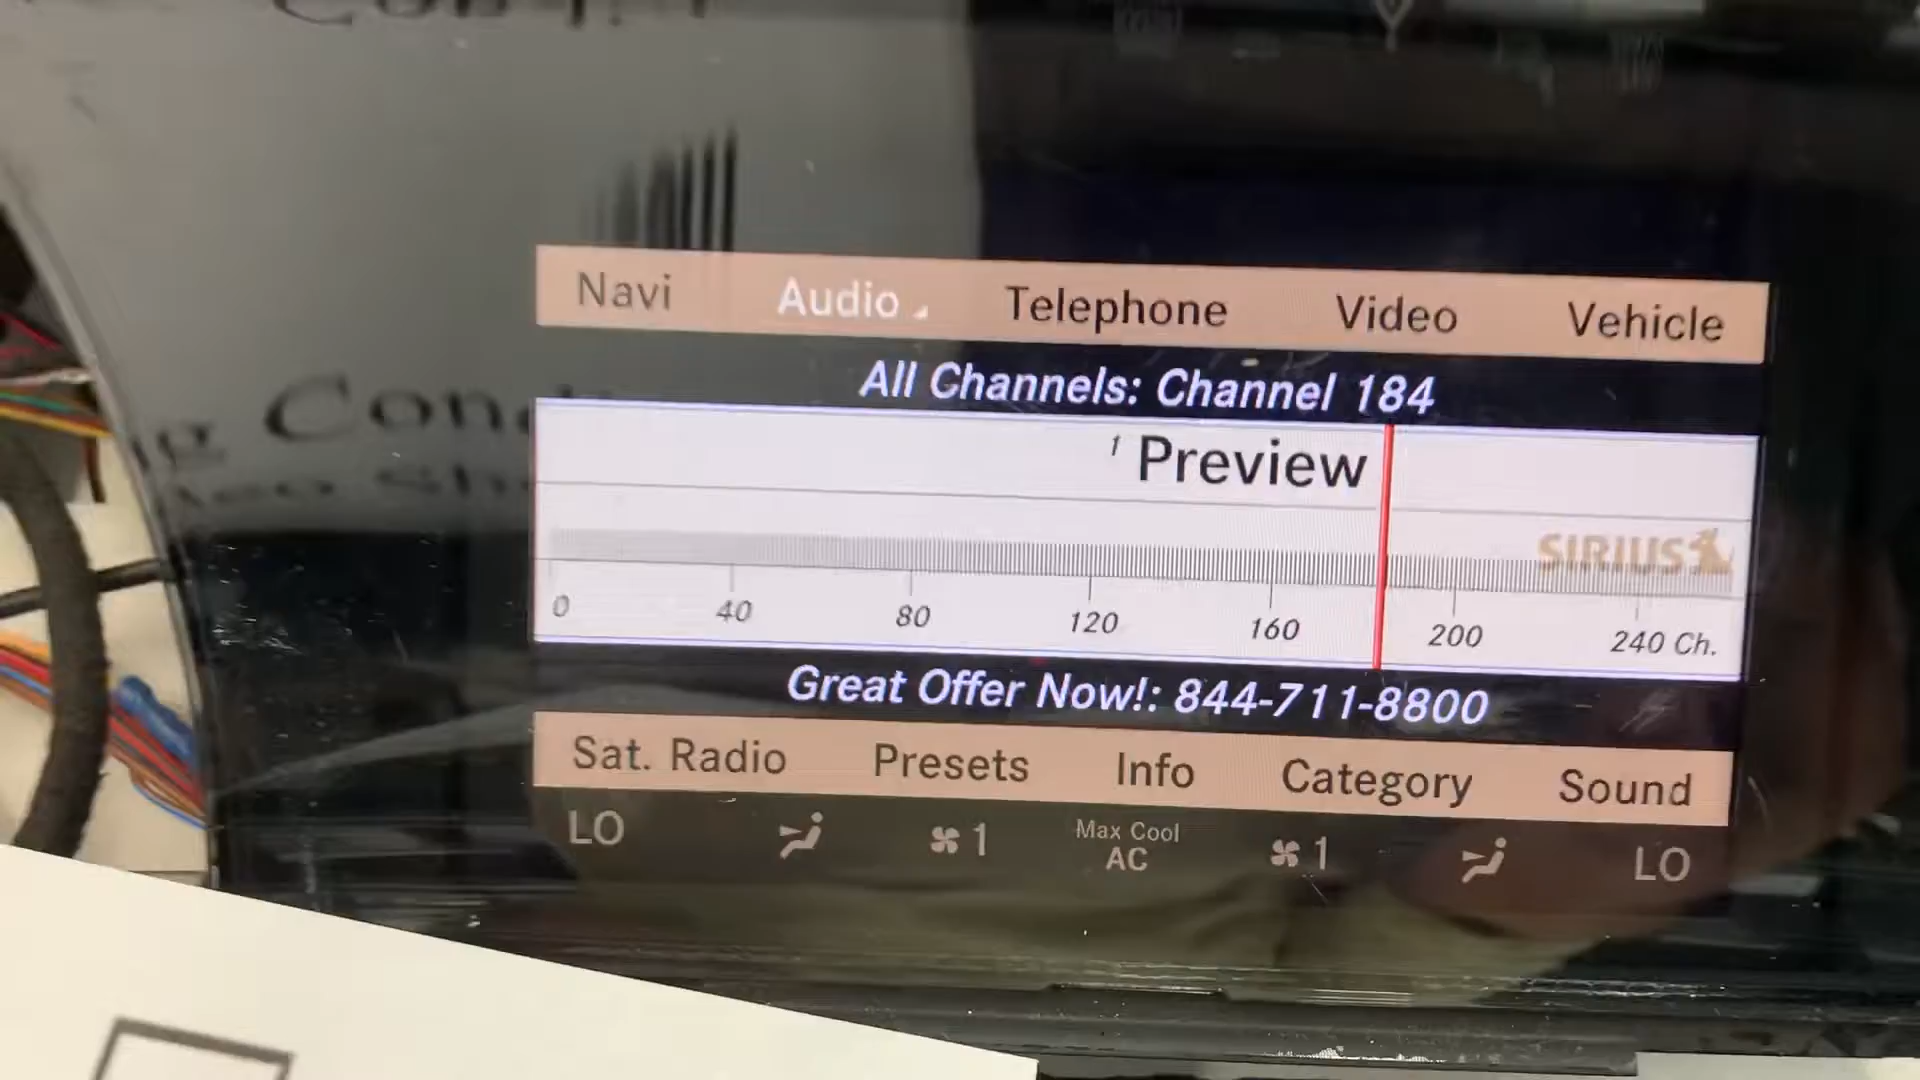 Navi Audio Telephone Video Vehicle
All Channels: Channel 184
1 Preview
SIRIUS
0 40 80 120 160 200 240 Ch.
Great Offer Now!: 844-711-8800
Sat. Radio Presets Info Category Sound
LO 1 Max Cool AC 1 LO